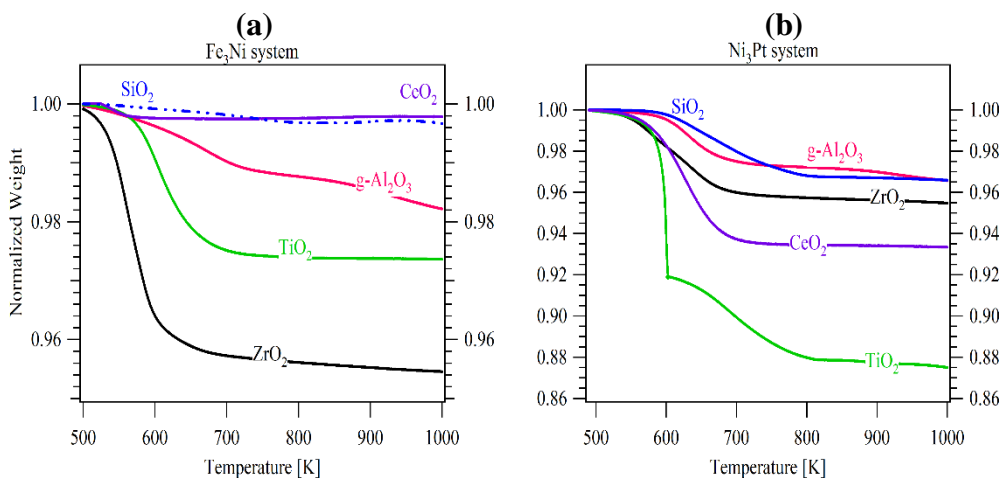 (a)
Fe₃Ni system
Normalized Weight
1.00
0.98
0.96
1.00
0.98
0.96
SiO₂
CeO₂
g-Al₂O₃
TiO₂
ZrO₂
500 600 700 800 900 1000
Temperature [K]
(b)
Ni₃Pt system
1.00
0.98
0.96
0.94
0.92
0.90
0.88
0.86
1.00
0.98
0.96
0.94
0.92
0.90
0.88
0.86
SiO₂
g-Al₂O₃
ZrO₂
CeO₂
TiO₂
500 600 700 800 900 1000
Temperature [K]